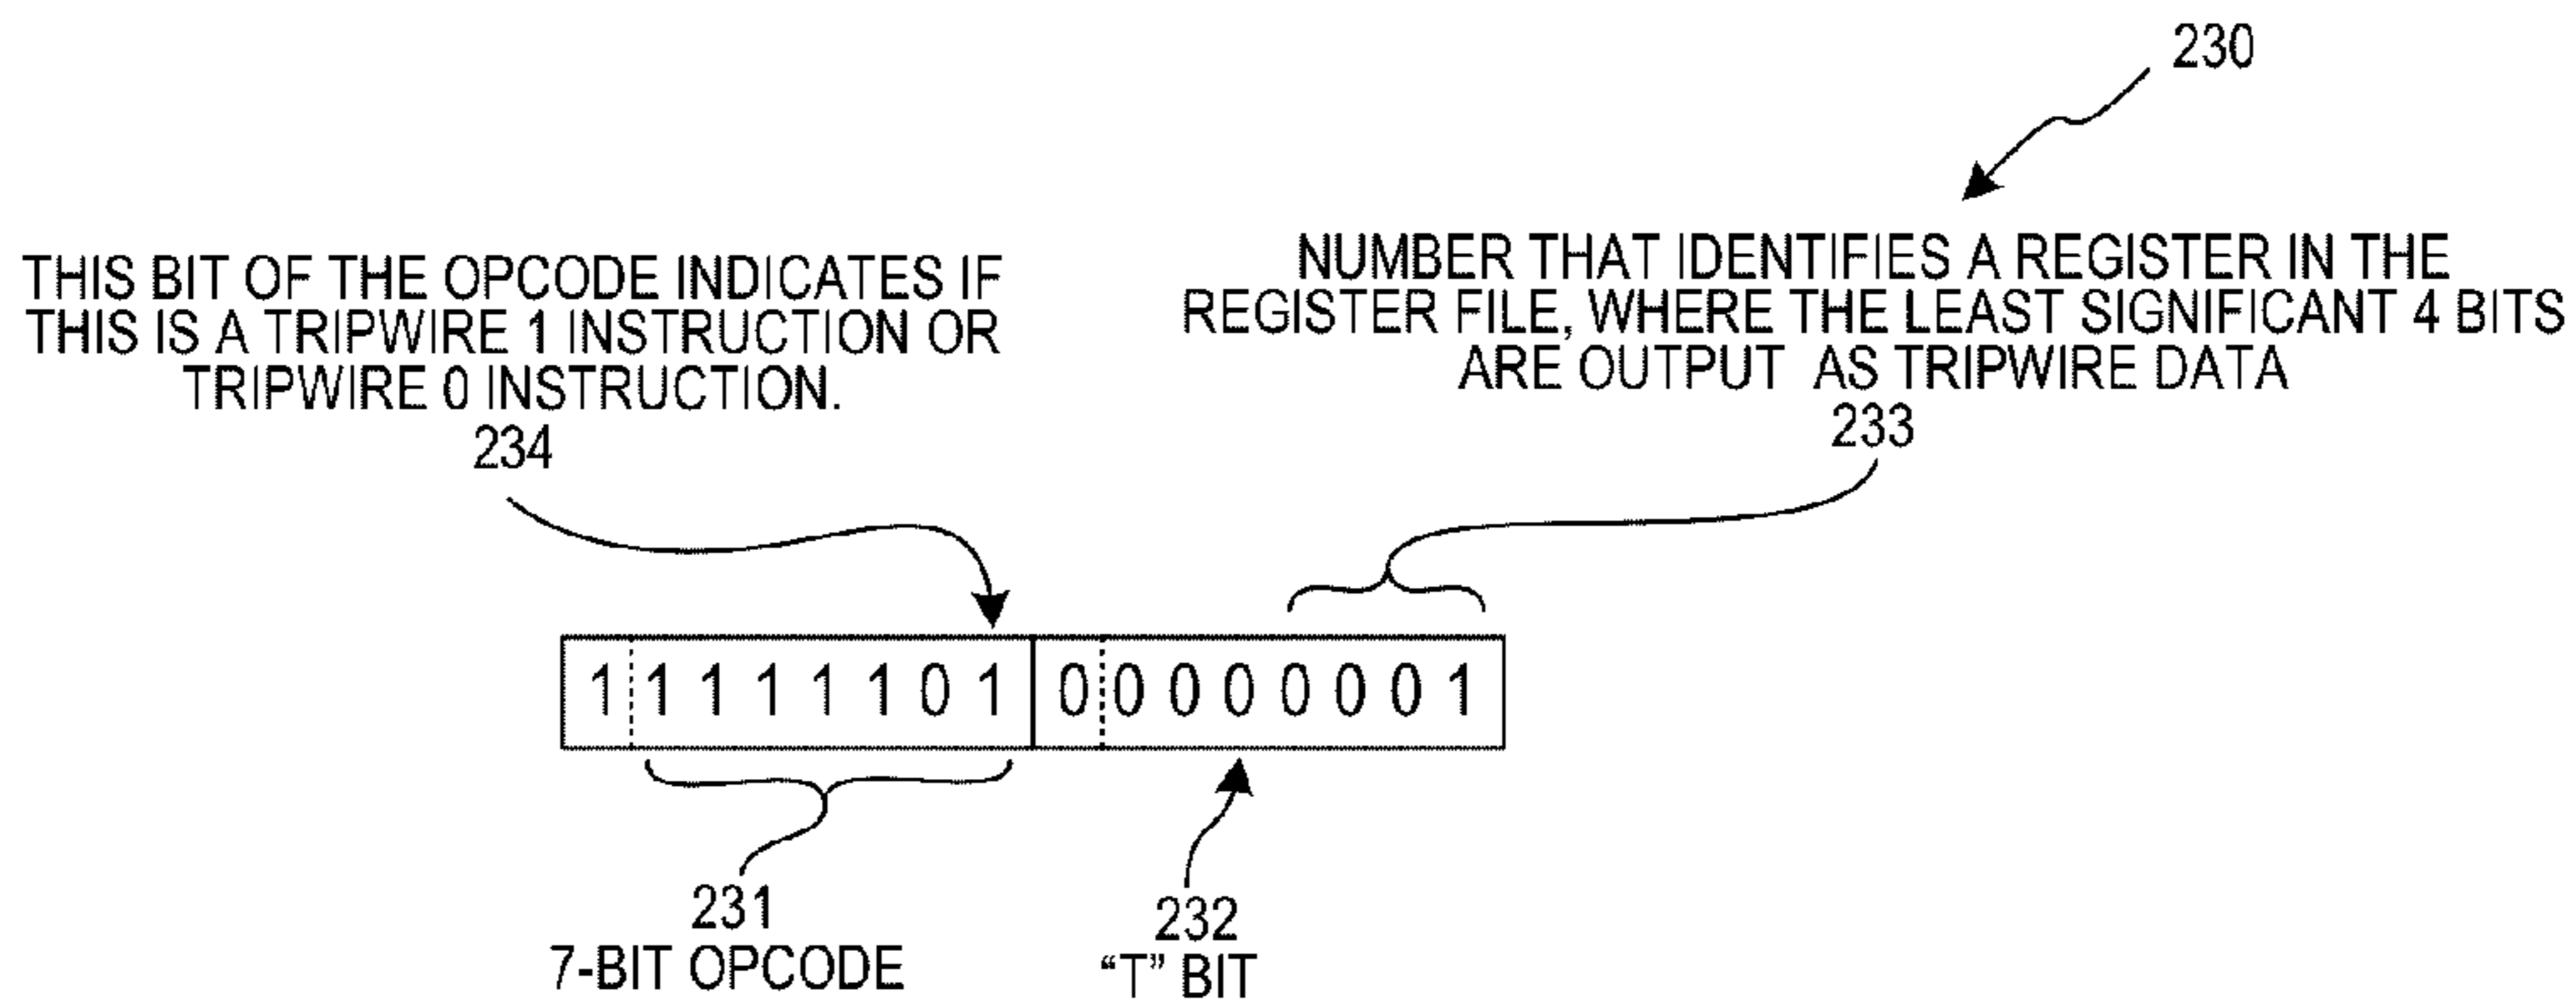 230
THIS BIT OF THE OPCODE INDICATES IF
THIS IS A TRIPWIRE 1 INSTRUCTION OR
TRIPWIRE 0 INSTRUCTION.
234
NUMBER THAT IDENTIFIES A REGISTER IN THE
REGISTER FILE, WHERE THE LEAST SIGNIFICANT 4 BITS
ARE OUTPUT AS TRIPWIRE DATA
233
1 1 1 1 1 1 0 1 0 0 0 0 0 0 0 1
231
7-BIT OPCODE
232
“T” BIT